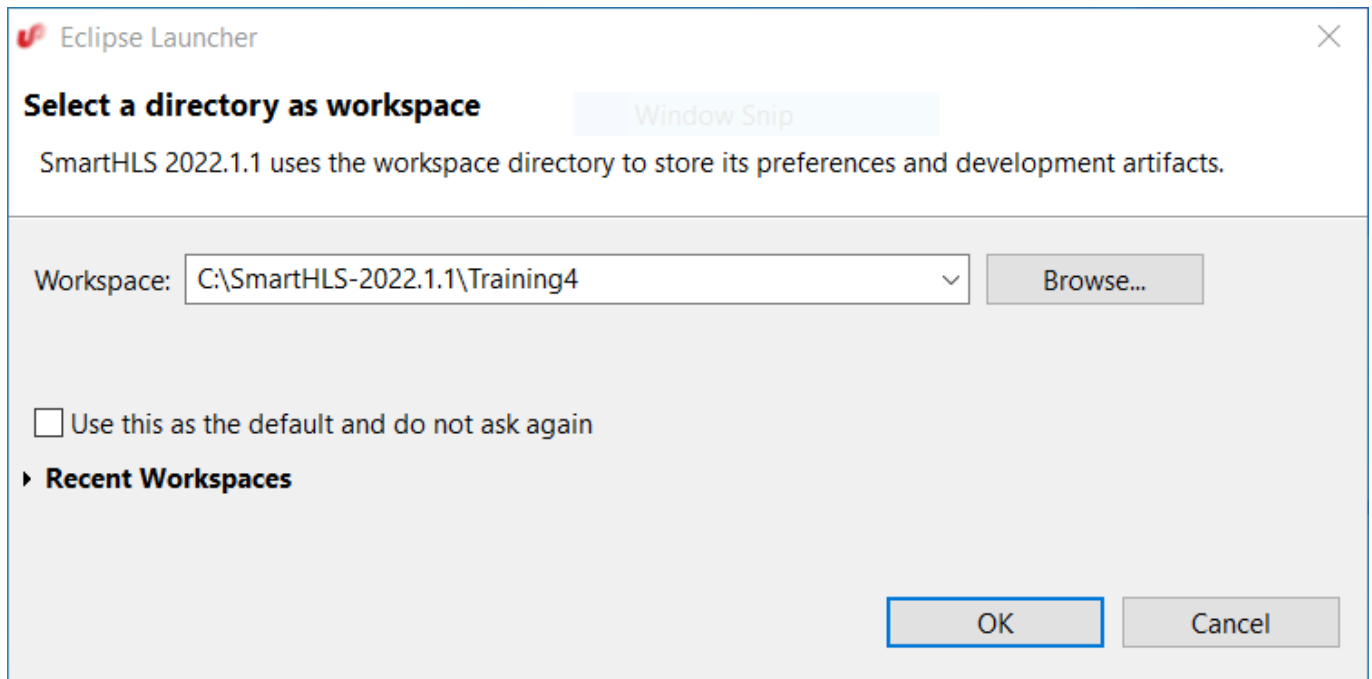 Eclipse Launcher
Select a directory as workspace
Window Snip
SmartHLS 2022.1.1 uses the workspace directory to store its preferences and development artifacts.
Workspace: C:\SmartHLS-2022.1.1\Training4 Browse...
Use this as the default and do not ask again
Recent Workspaces
OK Cancel